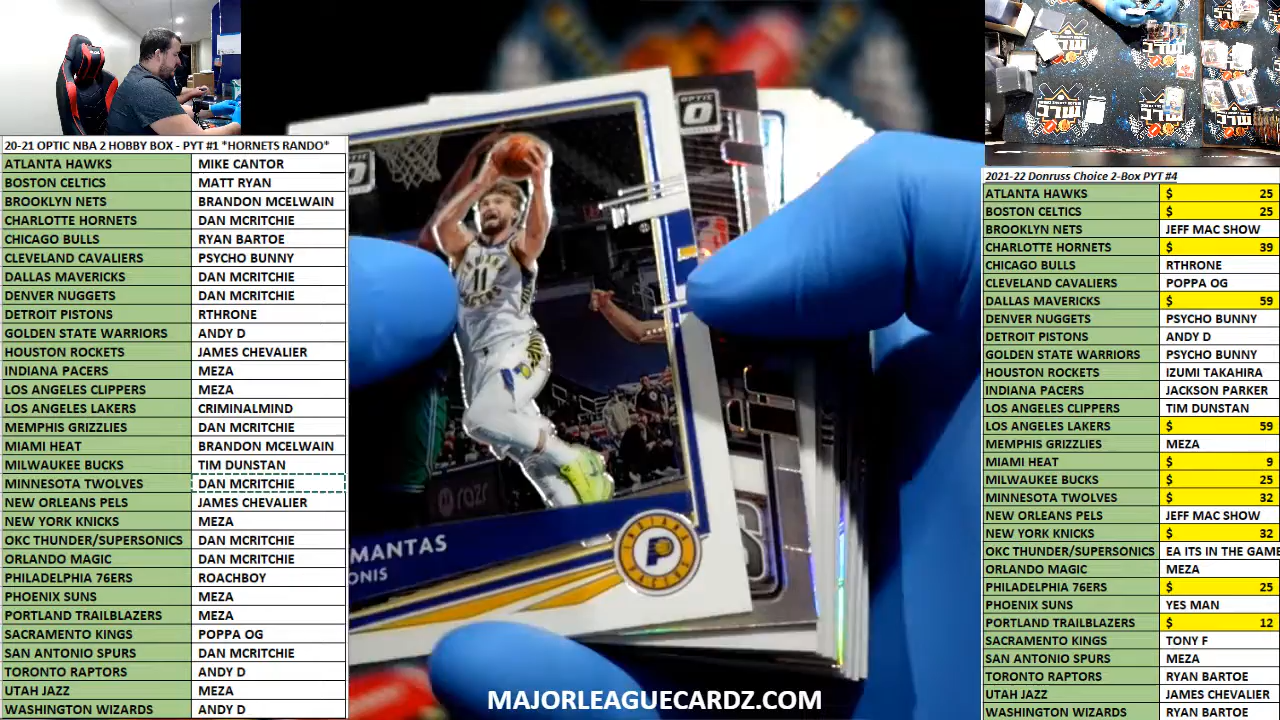 20-21 OPTIC NBA 2 HOBBY BOX - PYT #1 *HORNETS RANDO*
ATLANTA HAWKS MIKE CANTOR
BOSTON CELTICS MATT RYAN
BROOKLYN NETS BRANDON MCELWAIN
CHARLOTTE HORNETS DAN MCRITCHIE
CHICAGO BULLS RYAN BARTOE
CLEVELAND CAVALIERS PSYCHO BUNNY
DALLAS MAVERICKS DAN MCRITCHIE
DENVER NUGGETS DAN MCRITCHIE
DETROIT PISTONS RTHRONE
GOLDEN STATE WARRIORS ANDY D
HOUSTON ROCKETS JAMES CHEVALIER
INDIANA PACERS MEZA
LOS ANGELES CLIPPERS MEZA
LOS ANGELES LAKERS CRIMINALMIND
MEMPHIS GRIZZLIES DAN MCRITCHIE
MIAMI HEAT BRANDON MCELWAIN
MILWAUKEE BUCKS TIM DUNSTAN
MINNESOTA TWOLVES DAN MCRITCHIE
NEW ORLEANS PELS JAMES CHEVALIER
NEW YORK KNICKS MEZA
OKC THUNDER/SUPERSONICS DAN MCRITCHIE
ORLANDO MAGIC DAN MCRITCHIE
PHILADELPHIA 76ERS ROACHBOY
PHOENIX SUNS MEZA
PORTLAND TRAILBLAZERS MEZA
SACRAMENTO KINGS POPPA OG
SAN ANTONIO SPURS DAN MCRITCHIE
TORONTO RAPTORS ANDY D
UTAH JAZZ MEZA
WASHINGTON WIZARDS ANDY D
OPTIC
11
MANTAS
ONIS
INDIANA
PACERS
MAJORLEAGUECARDZ.COM
2021-22 Donruss Choice 2-Box PYT #4
ATLANTA HAWKS $ 25
BOSTON CELTICS $ 25
BROOKLYN NETS JEFF MAC SHOW
CHARLOTTE HORNETS $ 39
CHICAGO BULLS RTHRONE
CLEVELAND CAVALIERS POPPA OG
DALLAS MAVERICKS $ 59
DENVER NUGGETS PSYCHO BUNNY
DETROIT PISTONS ANDY D
GOLDEN STATE WARRIORS PSYCHO BUNNY
HOUSTON ROCKETS IZUMI TAKAHIRA
INDIANA PACERS JACKSON PARKER
LOS ANGELES CLIPPERS TIM DUNSTAN
LOS ANGELES LAKERS $ 59
MEMPHIS GRIZZLIES MEZA
MIAMI HEAT $ 9
MILWAUKEE BUCKS $ 25
MINNESOTA TWOLVES $ 32
NEW ORLEANS PELS JEFF MAC SHOW
NEW YORK KNICKS $ 32
OKC THUNDER/SUPERSONICS EA ITS IN THE GAME
ORLANDO MAGIC MEZA
PHILADELPHIA 76ERS $ 25
PHOENIX SUNS YES MAN
PORTLAND TRAILBLAZERS $ 12
SACRAMENTO KINGS TONY F
SAN ANTONIO SPURS MEZA
TORONTO RAPTORS RYAN BARTOE
UTAH JAZZ JAMES CHEVALIER
WASHINGTON WIZARDS RYAN BARTOE